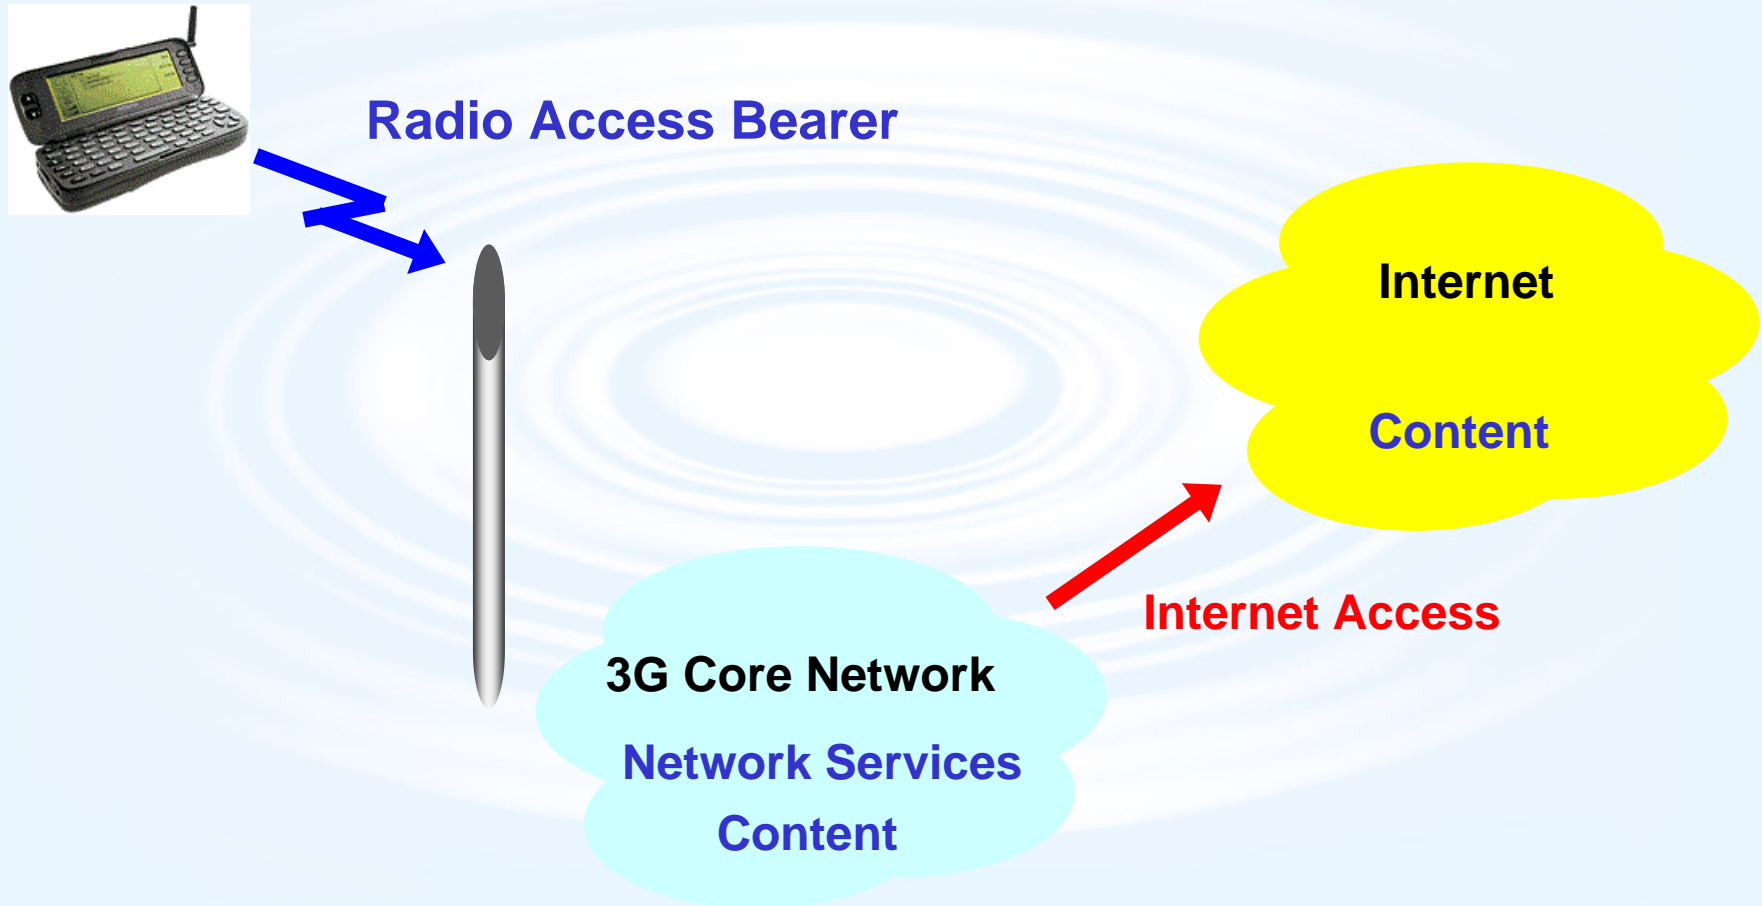 Radio Access Bearer
Internet
Content
Internet Access
3G Core Network
Network Services
Content